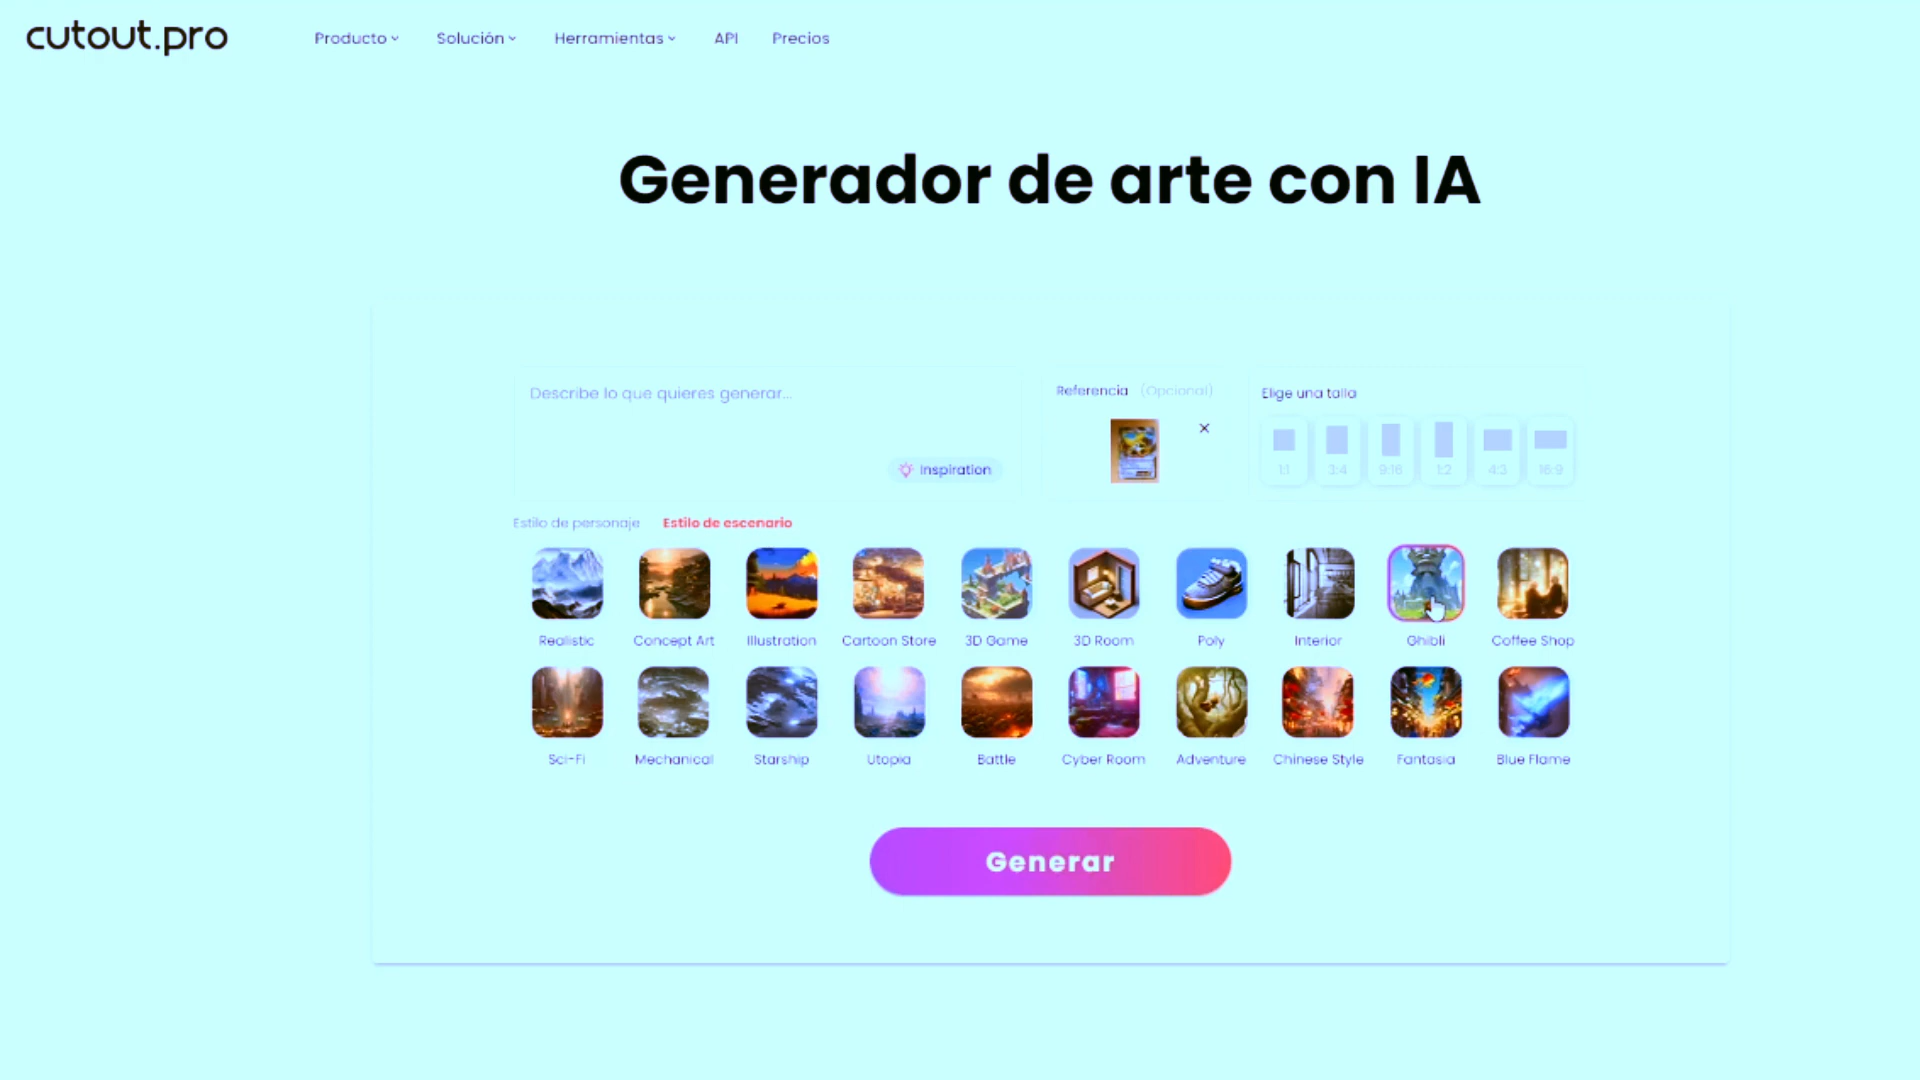 cutout.pro
Producto Solución Herramientas API Precios
Generador de arte con IA
Describe lo que quieres generar...
Inspiration
Referencia (Opcional)
Elige una talla
1:1 3:4 9:16 1:2 4:3 16:9
Estilo de personaje Estilo de escenario
Realistic Concept Art Illustration Cartoon Store 3D Game 3D Room Poly Interior Ghibli Coffee Shop
Sci-Fi Mechanical Starship Utopia Battle Cyber Room Adventure Chinese Style Fantasia Blue Flame
Generar